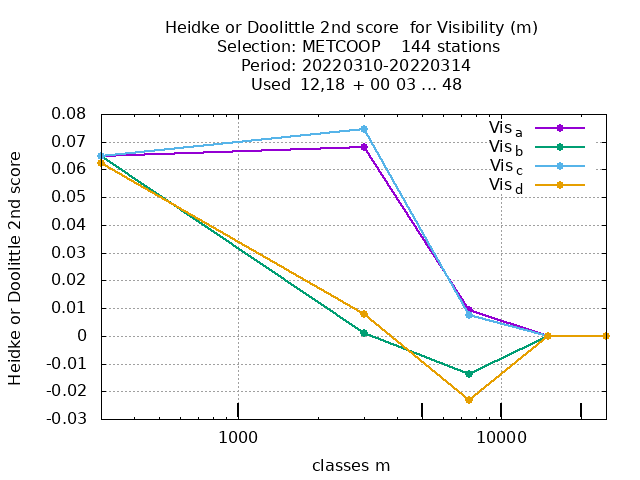 Heidke or Doolittle 2nd score  for Visibility (m)
Selection: METCOOP    144 stations
Period: 20220310-20220314
Used  12,18 + 00 03 ... 48
Heidke or Doolittle 2nd score
0.08
0.07
0.06
0.05
0.04
0.03
0.02
0.01
0
-0.01
-0.02
-0.03
Vis a
Vis b
Vis c
Vis d
1000
10000
classes m